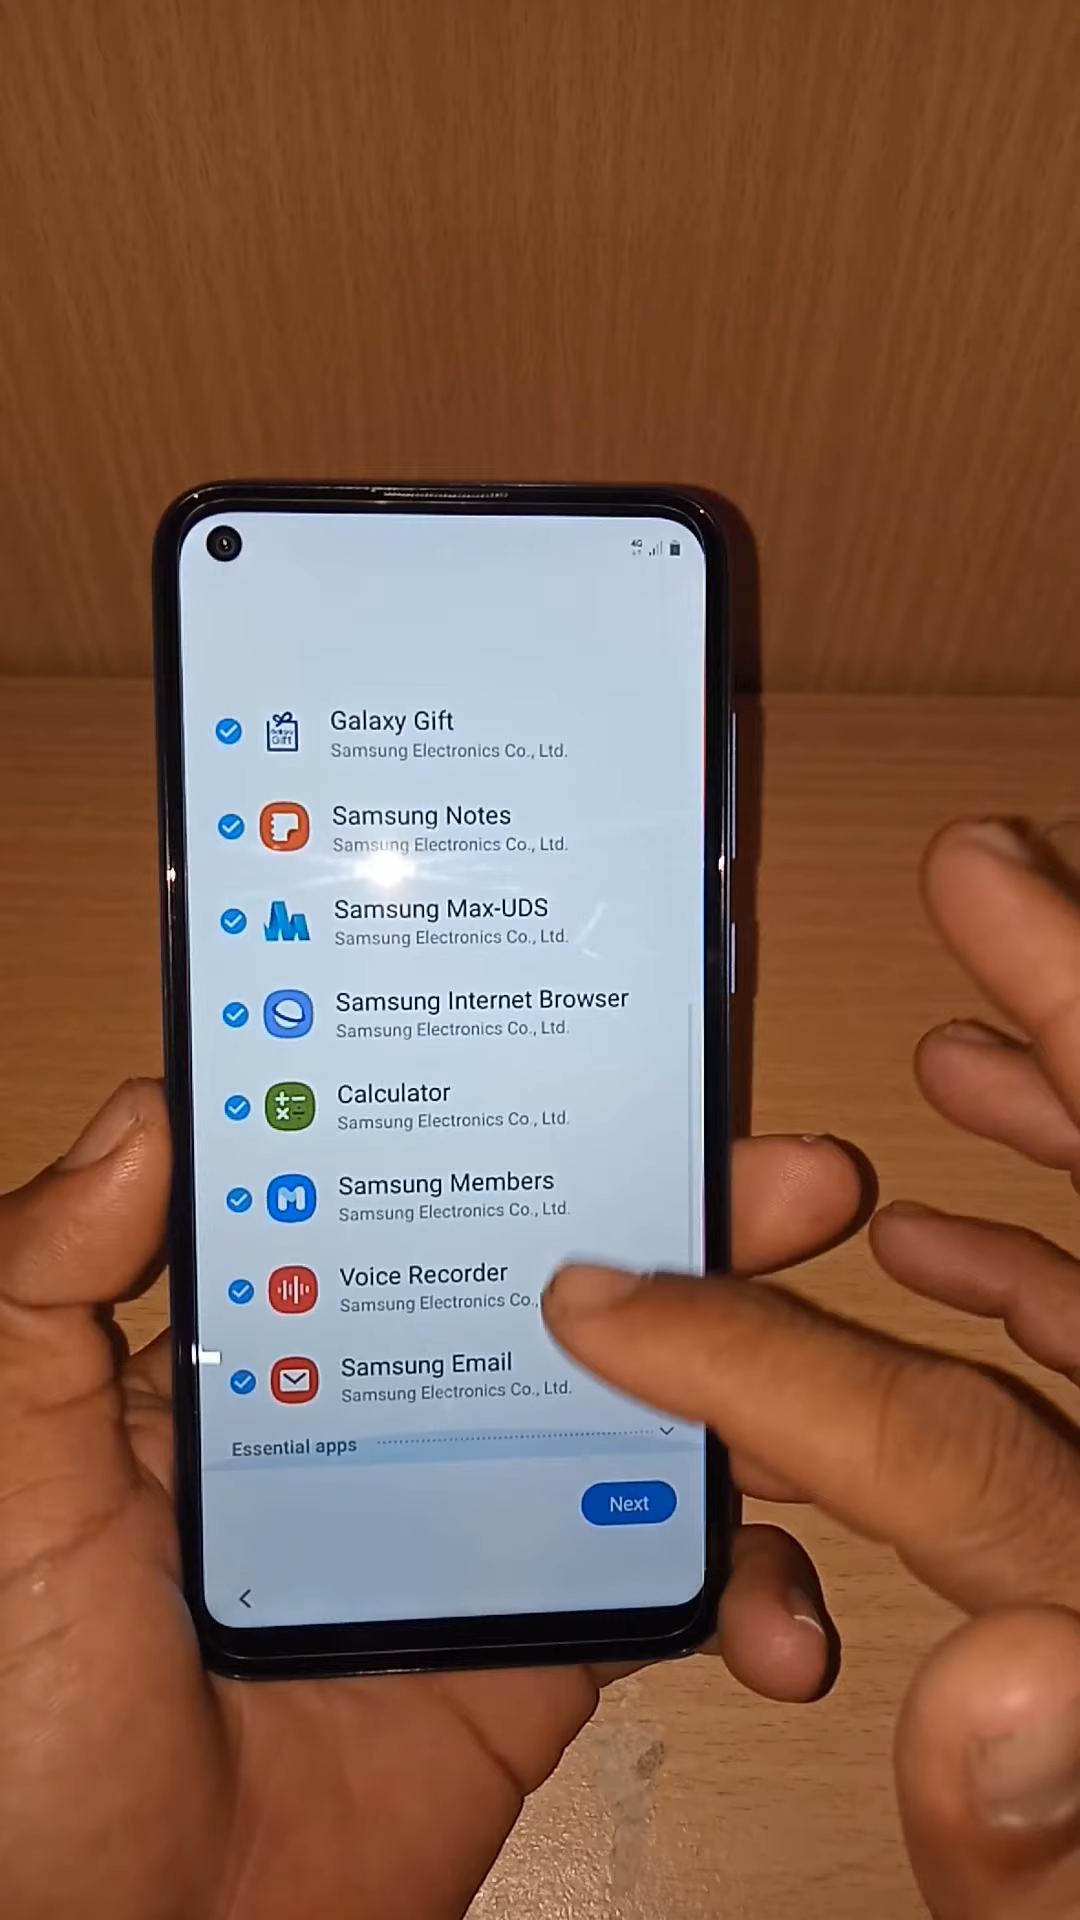 4G
Galaxy Gift
Samsung Electronics Co., Ltd.
Gift
Samsung Notes
Samsung Electronics Co., Ltd.
Samsung Max-UDS
Samsung Electronics Co., Ltd.
Samsung Internet Browser
Samsung Electronics Co., Ltd.
Calculator
Samsung Electronics Co., Ltd.
Samsung Members
Samsung Electronics Co., Ltd.
Voice Recorder
Samsung Electronics Co.,
Samsung Email
Samsung Electronics Co., Ltd.
Essential apps
Next